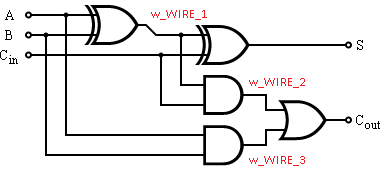 A
w_WIRE_1
B
Cin
S
w_WIRE_2
Cout
w_WIRE_3